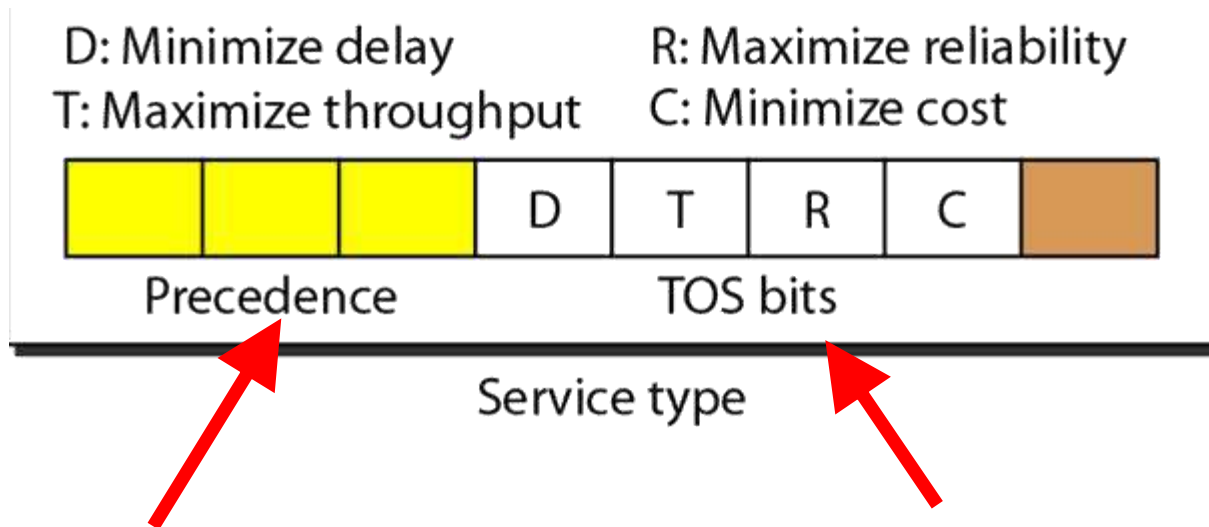 D: Minimize delay R: Maximize reliability
T: Maximize throughput C: Minimize cost
D T R C
Precedence TOS bits
Service type